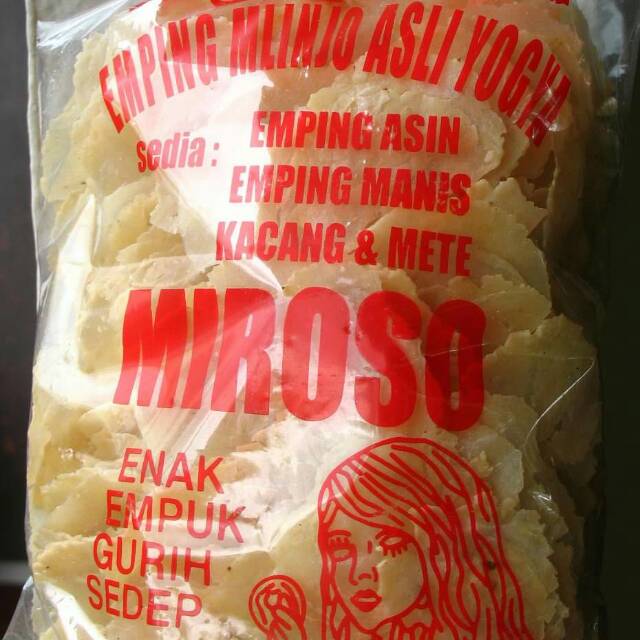 EMPING MLINJO ASLI YOGYA
sedia : EMPING ASIN
EMPING MANIS
KACANG & METE
MIROSO
ENAK
EMPUK
GURIH
SEDEP